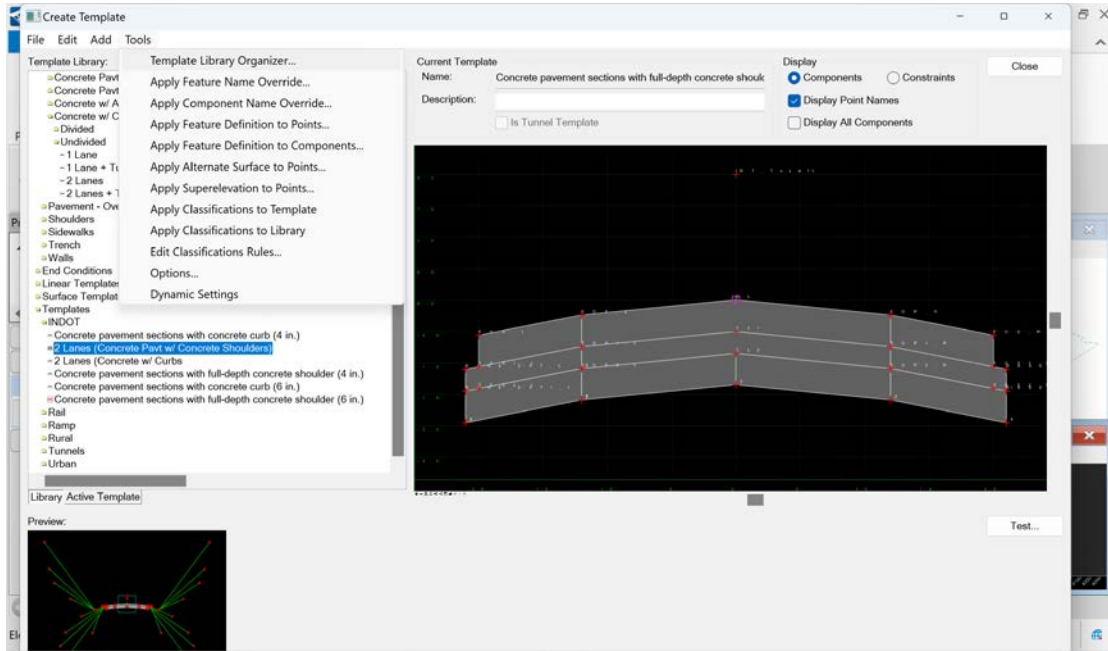 Create Template
File Edit Add Tools
Template Library:
Concrete Pavt
Concrete Pavt
Concrete w/ A
Concrete w/ C
Divided
Undivided
1 Lane
1 Lane + Tu
2 Lanes
2 Lanes + T
Pavement - Ove
Shoulders
Sidewalks
Trench
Walls
End Conditions
Linear Templates
Surface Templat
Templates
INDOT
Concrete pavement sections with concrete curb (4 in.)
2 Lanes (Concrete Pavt w/ Concrete Shoulders)
2 Lanes (Concrete w/ Curbs
Concrete pavement sections with full-depth concrete shoulder (4 in.)
Concrete pavement sections with concrete curb (6 in.)
Concrete pavement sections with full-depth concrete shoulder (6 in.)
Rail
Ramp
Rural
Tunnels
Urban
Library Active Template
Preview:
Template Library Organizer...
Apply Feature Name Override...
Apply Component Name Override...
Apply Feature Definition to Points...
Apply Feature Definition to Components...
Apply Alternate Surface to Points...
Apply Superelevation to Points...
Apply Classifications to Template
Apply Classifications to Library
Edit Classifications Rules...
Options...
Dynamic Settings
Current Template
Name: Concrete pavement sections with full-depth concrete should
Description:
Is Tunnel Template
Display
Components Constraints
Display Point Names
Display All Components
Close
Test...